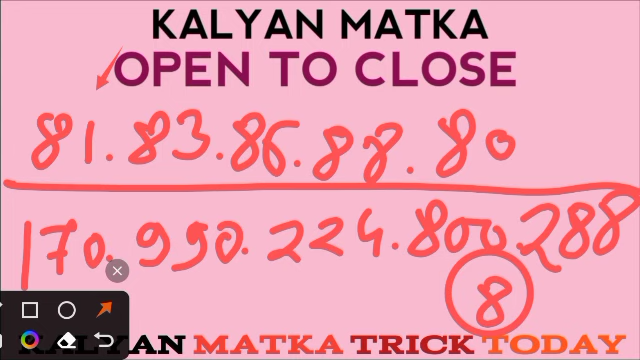 KALYAN MATKA
OPEN TO CLOSE
81.83.86.88.80
170.990.224.800.288
8
KALYAN MATKA TRICK TODAY